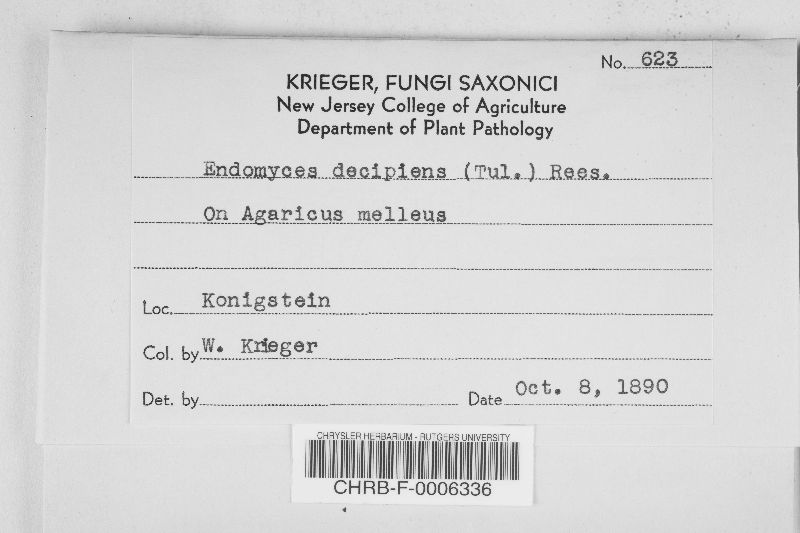 No. 623
KRIEGER, FUNGI SAXONICI
New Jersey College of Agriculture
Department of Plant Pathology
Endomyces decipiens (Tul.) Rees.
On Agaricus melleus
Loc. Konigstein
Col. by W. Krieger
Det. by
Date Oct. 8, 1890
CHRYSLER HERBARIUM - RUTGERS UNIVERSITY
CHRB-F-0006336